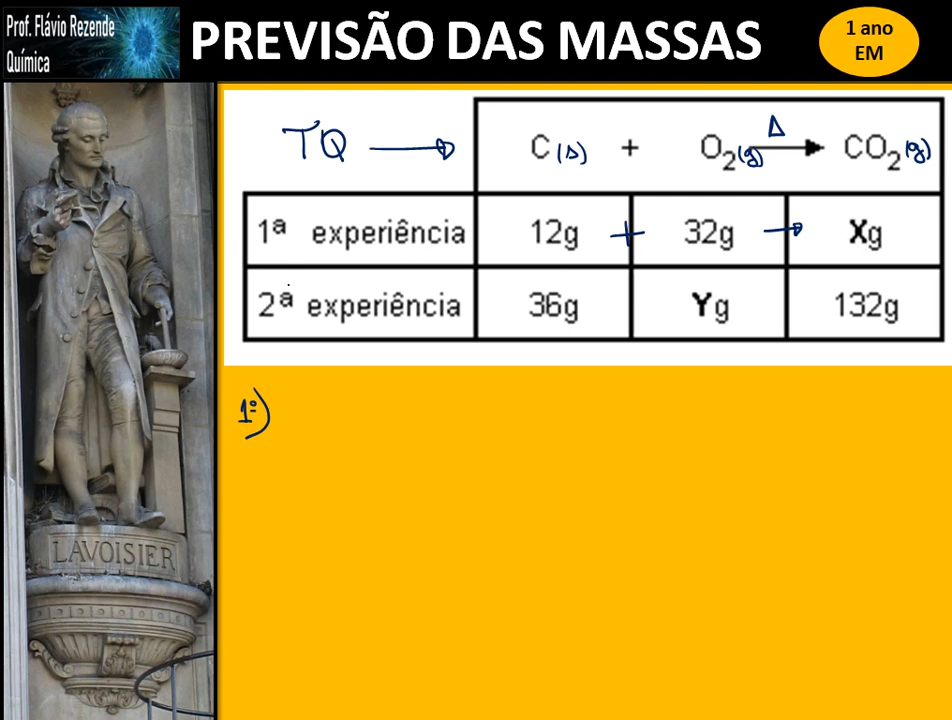 Prof. Flávio Rezende
Química
PREVISÃO DAS MASSAS
1 ano
EM
TQ → C(s) + O2(g) Δ→ CO2(g)
1ª experiência 12g + 32g → Xg
2ª experiência 36g Yg 132g
1º)
LAVOISIER